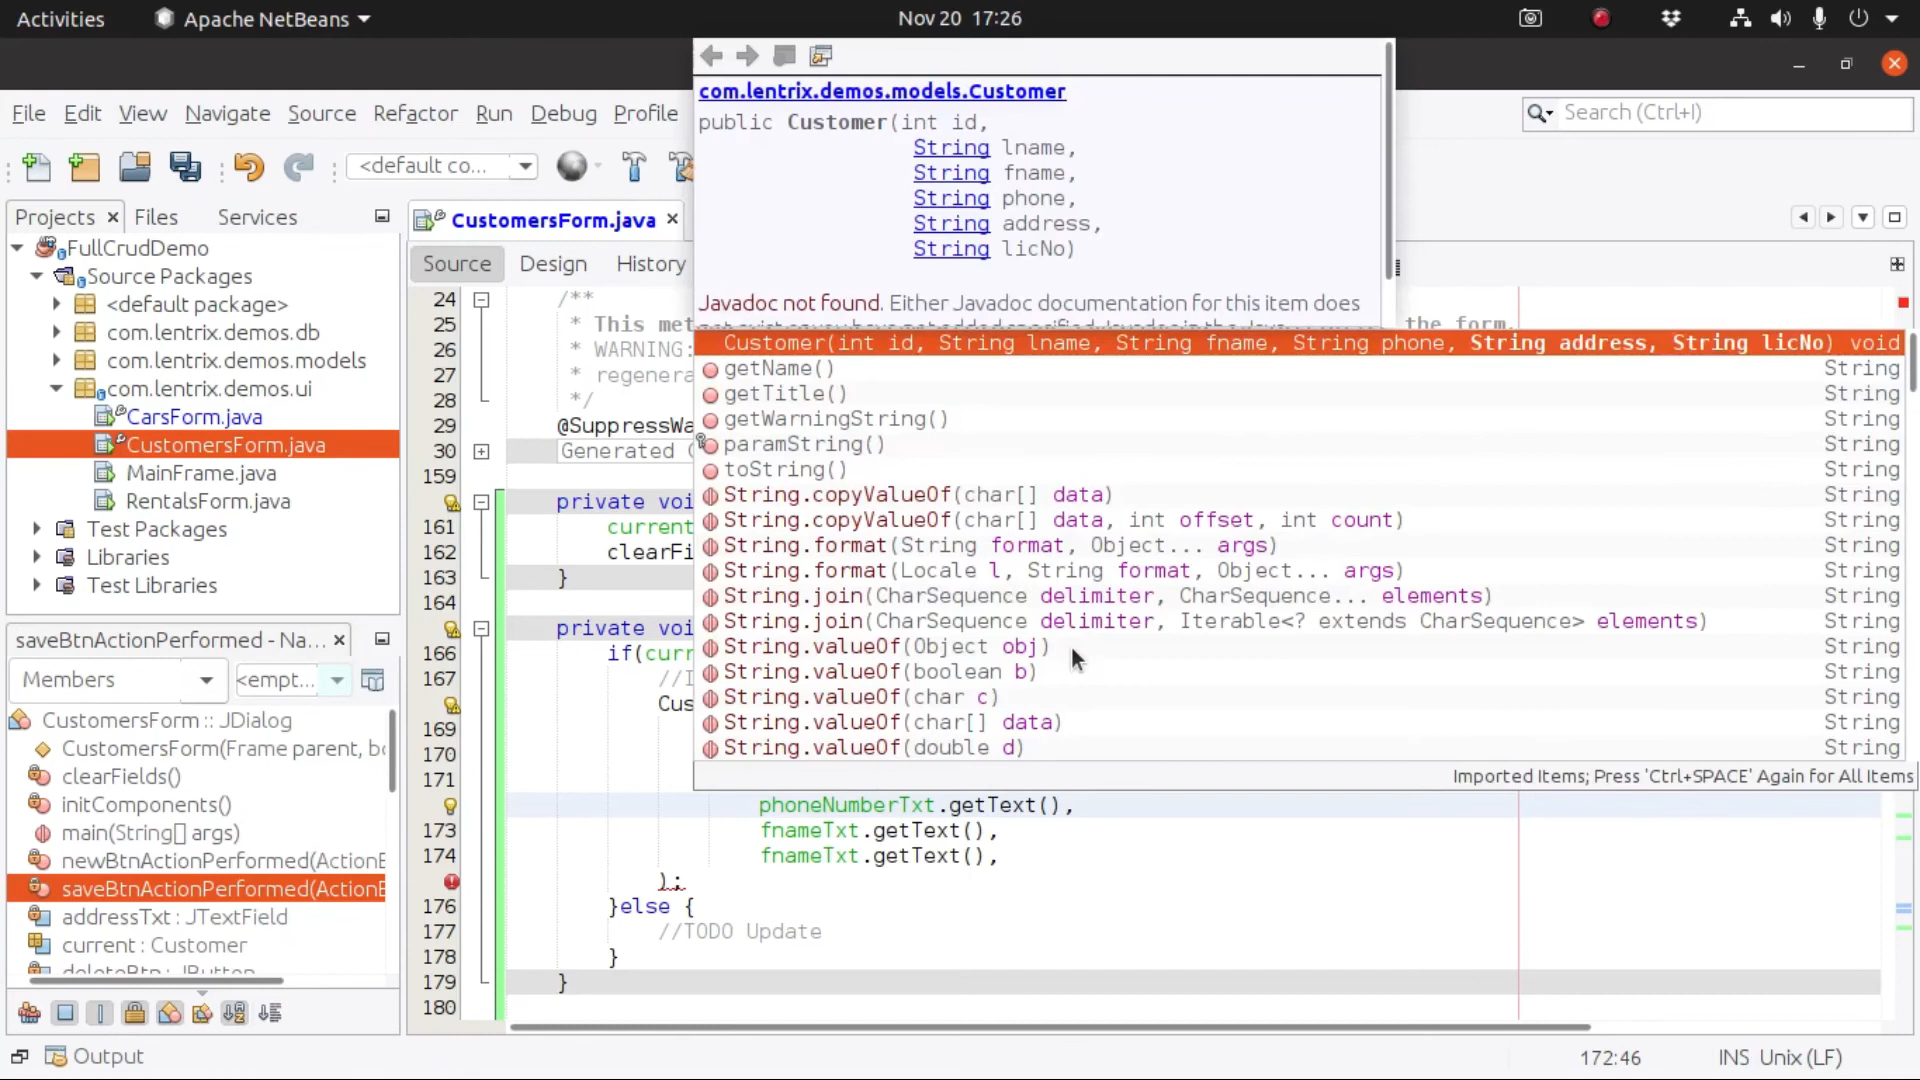 Activities
Apache NetBeans
Nov 20 17:26
File Edit View Navigate Source Refactor Run Debug Profile
Search (Ctrl+I)
<default co...
com.lentrix.demos.models.Customer
public Customer(int id,
String lname,
String fname,
String phone,
String address,
String licNo)
Javadoc not found. Either Javadoc documentation for this item does
Projects
Files
Services
FullCrudDemo
Source Packages
<default package>
com.lentrix.demos.db
com.lentrix.demos.models
com.lentrix.demos.ui
CarsForm.java
CustomersForm.java
MainFrame.java
RentalsForm.java
Test Packages
Libraries
Test Libraries
saveBtnActionPerformed - Na...
Members
<empt...
CustomersForm :: JDialog
CustomersForm(Frame parent, bo
clearFields()
initComponents()
main(String[] args)
newBtnActionPerformed(ActionE
saveBtnActionPerformed(ActionE
addressTxt : JTextField
current : Customer
deleteBtn : JButton
CustomersForm.java
Source Design History
24 /**
25 * This met the form.
26 * WARNING:
27 * regenera
28 */
29 @SuppressWa
30 Generated C
159
private voi
161 current
162 clearFi
163 }
164
private voi
166 if(curr
167 //I
Cus
169
170
171
phoneNumberTxt.getText(),
173 fnameTxt.getText(),
174 fnameTxt.getText(),
);
176 }else {
177 //TODO Update
178 }
179 }
180
Customer(int id, String lname, String fname, String phone, String address, String licNo) void
getName() String
getTitle() String
getWarningString() String
paramString() String
toString() String
String.copyValueOf(char[] data) String
String.copyValueOf(char[] data, int offset, int count) String
String.format(String format, Object... args) String
String.format(Locale l, String format, Object... args) String
String.join(CharSequence delimiter, CharSequence... elements) String
String.join(CharSequence delimiter, Iterable<? extends CharSequence> elements) String
String.valueOf(Object obj) String
String.valueOf(boolean b) String
String.valueOf(char c) String
String.valueOf(char[] data) String
String.valueOf(double d) String
Imported Items; Press 'Ctrl+SPACE' Again for All Items
Output
172:46
INS Unix (LF)